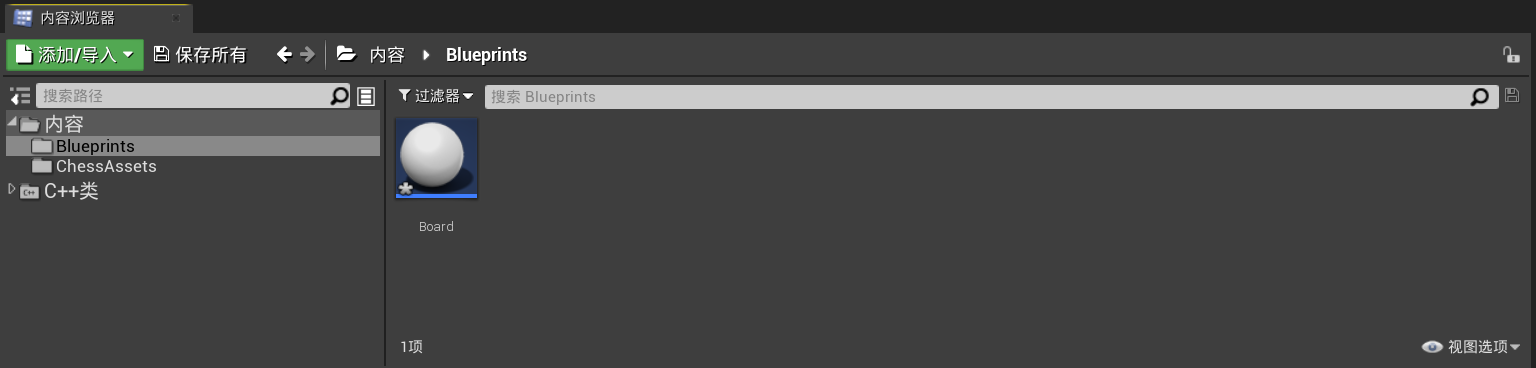 内容浏览器
添加/导入 保存所有 内容 Blueprints
搜索路径
过滤器 搜索 Blueprints
内容
Blueprints
ChessAssets
C++ C++类
Board
1项 视图选项